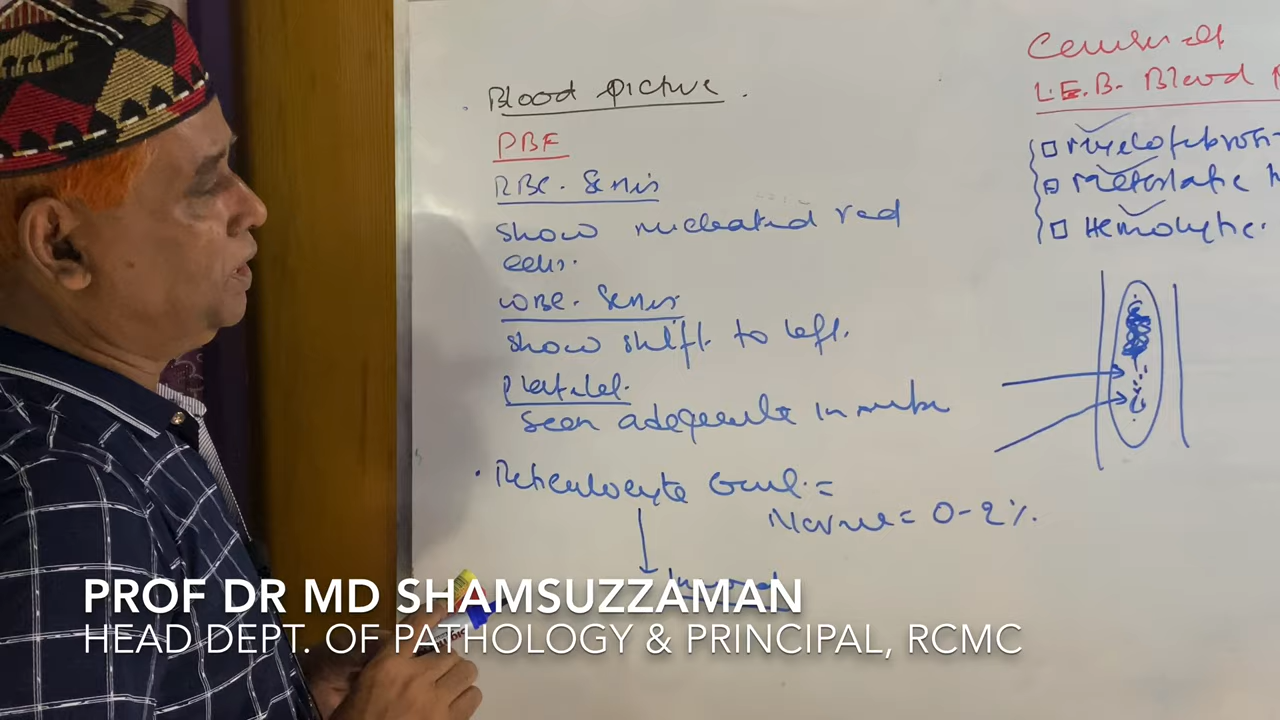 Blood picture.
PBF
RBC. Series
show nucleated red
cells.
WBC. Series
show shift to left.
Platelet.
Seen adequate in number
Reticulocyte Count =
Normal = 0-2%.
Causes of
L.E.B. Blood P
Myelofibrosi
Metastatic
Hemolytic.
PROF DR MD SHAMSUZZAMAN
HEAD DEPT. OF PATHOLOGY & PRINCIPAL, RCMC